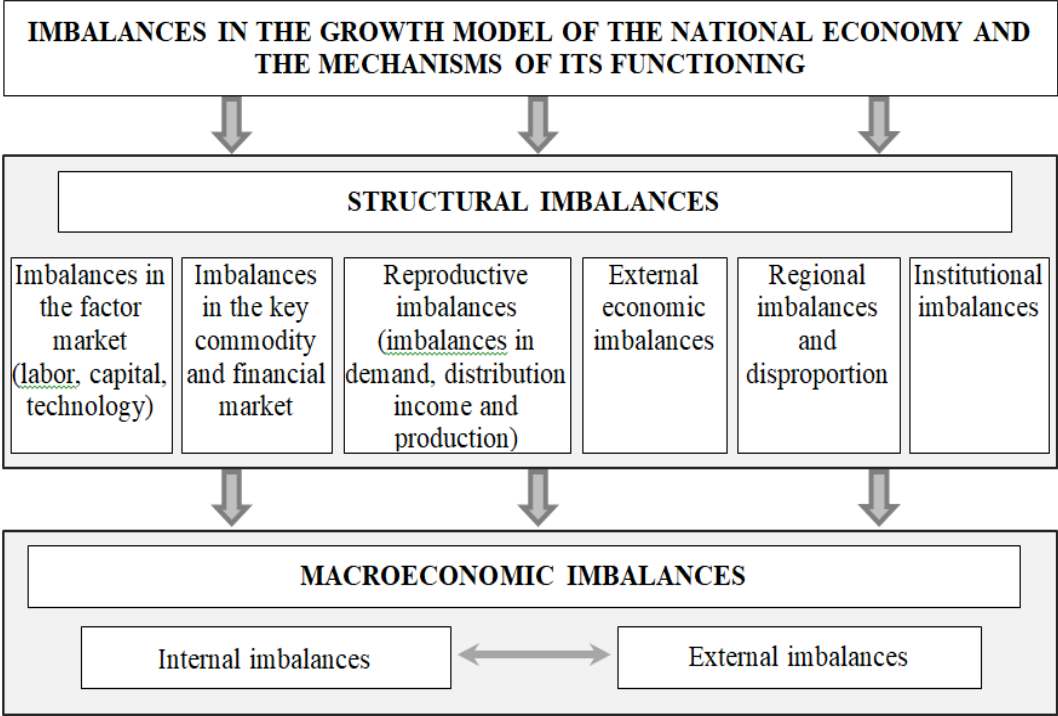 IMBALANCES IN THE GROWTH MODEL OF THE NATIONAL ECONOMY AND
THE MECHANISMS OF ITS FUNCTIONING
STRUCTURAL IMBALANCES
Imbalances in
the factor
market
(labor, capital,
technology)
Imbalances
in the key
commodity
and financial
market
Reproductive
imbalances
(imbalances in
demand, distribution
income and
production)
External
economic
imbalances
Regional
imbalances
and
disproportion
Institutional
imbalances
MACROECONOMIC IMBALANCES
Internal imbalances
External imbalances